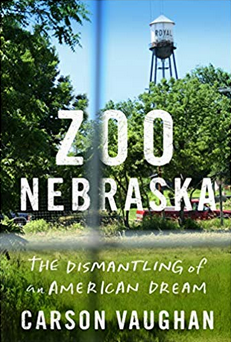 ROYAL
ZOO
NEBRASKA
THE DISMANTLING of
an AMERICAN DREAM
CARSON VAUGHAN